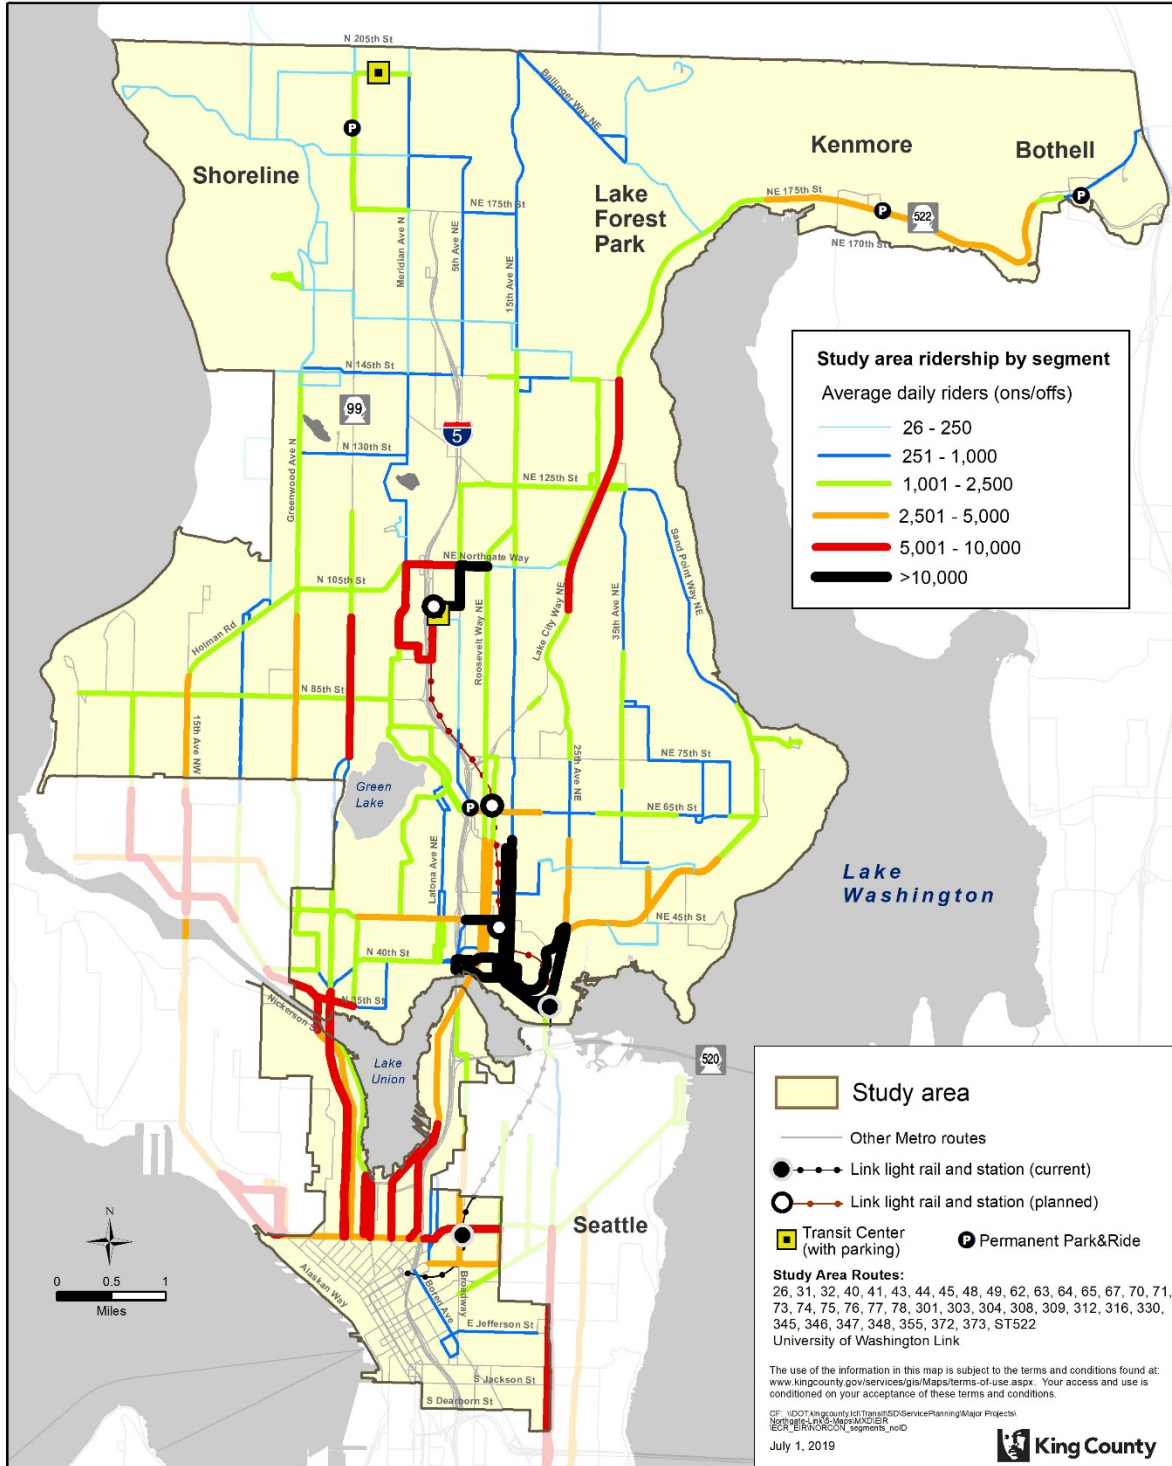 N 205th St
Ballinger Way NE
Shoreline
Kenmore
Bothell
Lake
Forest
Park
NE 175th St
NE 175th St
522
NE 170th St
Meridian Ave N
5th Ave NE
15th Ave NE
N 145th St
99
5
N 130th St
Greenwood Ave N
NE 125th St
Sand Point Way NE
NE Northgate Way
N 105th St
Holman Rd
Roosevelt Way NE
Lake City Way NE
35th Ave NE
N 85th St
15th Ave NW
25th Ave NE
NE 75th St
Green
Lake
P
NE 65th St
Latona Ave NE
Lake
Washington
NE 45th St
N 40th St
N 35th St
Nickerson St
Lake
Union
520
Seattle
Alaskan Way
Boren Ave
Broadway
E Jefferson St
S Jackson St
S Dearborn St
N
0 0.5 1
Miles
Study area ridership by segment
Average daily riders (ons/offs)
26 - 250
251 - 1,000
1,001 - 2,500
2,501 - 5,000
5,001 - 10,000
>10,000
Study area
Other Metro routes
Link light rail and station (current)
Link light rail and station (planned)
Transit Center
(with parking)
P Permanent Park&Ride
Study Area Routes:
26, 31, 32, 40, 41, 43, 44, 45, 48, 49, 62, 63, 64, 65, 67, 70, 71,
73, 74, 75, 76, 77, 78, 301, 303, 304, 308, 309, 312, 316, 330,
345, 346, 347, 348, 355, 372, 373, ST522
University of Washington Link
The use of the information in this map is subject to the terms and conditions found at:
www.kingcounty.gov/services/gis/Maps/terms-of-use.aspx. Your access and use is
conditioned on your acceptance of these terms and conditions.
July 1, 2019
King County